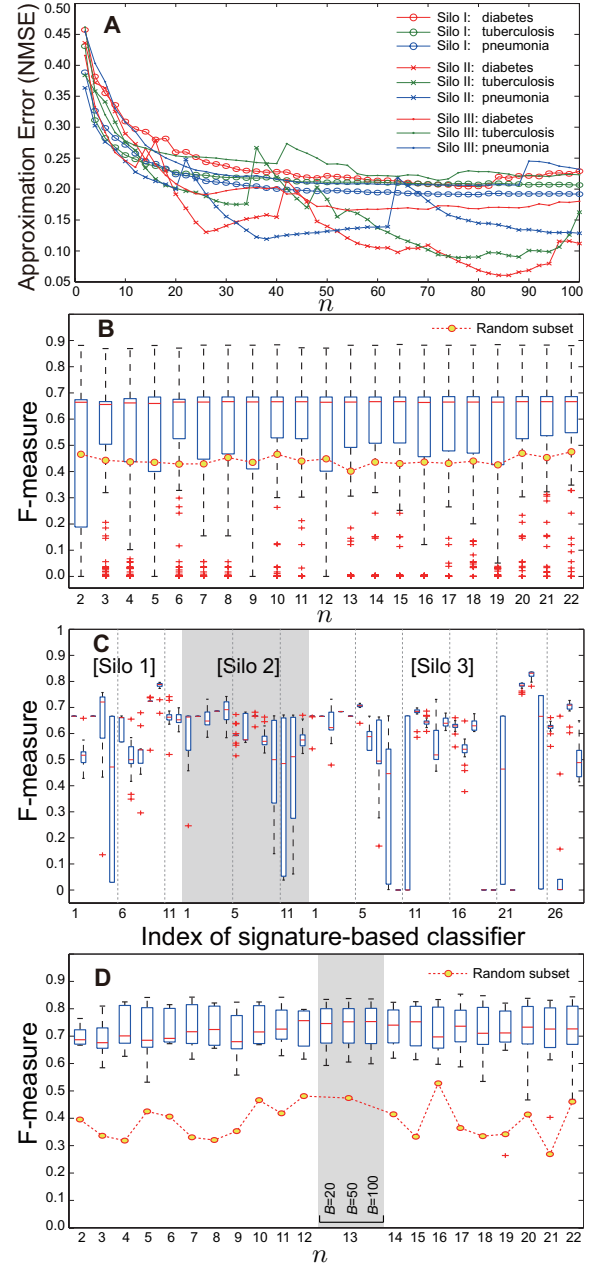 A
Approximation Error (NMSE)
0.50
0.45
0.40
0.35
0.30
0.25
0.20
0.15
0.10
0.05
Silo I: diabetes
Silo I: tuberculosis
Silo I: pneumonia
Silo II: diabetes
Silo II: tuberculosis
Silo II: pneumonia
Silo III: diabetes
Silo III: tuberculosis
Silo III: pneumonia
0 10 20 30 40 50 60 70 80 90 100
n
B
Random subset
F-measure
0.9
0.8
0.7
0.6
0.5
0.4
0.3
0.2
0.1
0.0
2 3 4 5 6 7 8 9 10 11 12 13 14 15 16 17 18 19 20 21 22
n
C
[Silo 1] [Silo 2] [Silo 3]
F-measure
1
0.9
0.8
0.7
0.6
0.5
0.4
0.3
0.2
0.1
0
1 6 11 1 5 11 1 5 11 16 21 26
Index of signature-based classifier
D
Random subset
F-measure
0.9
0.8
0.7
0.6
0.5
0.4
0.3
0.2
0.1
0.0
B=20
B=50
B=100
2 3 4 5 6 7 8 9 10 11 12 13 14 15 16 17 18 19 20 21 22
n